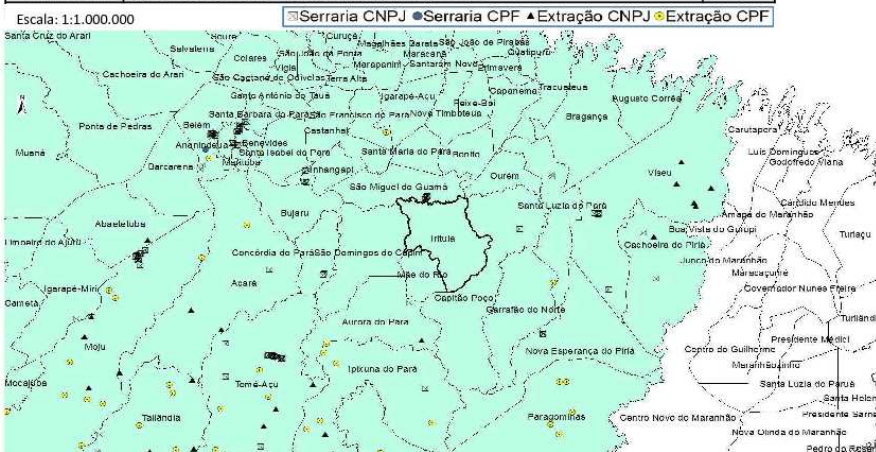 Escala: 1:1.000.000
Serraria CNPJ Serraria CPF Extração CNPJ Extração CPF
Santa Cruz do Arari
Soure
Curuçá
Magalhães Barata
São João de Pirabas
Salvaterra
Colares
São João da Ponta
Maracanã
Quatipuru
Cachoeira do Arari
Vigia
Marapanim
Santarém Novo
Primavera
São Caetano de Odivelas
Terra Alta
Santo Antônio do Tauá
Igarapé-Açu
Peixe-Boi
Capanema
Tracuateua
Augusto Corrêa
Ponta de Pedras
Belém
Santa Bárbara do Pará
São Francisco do Pará
Nova Timboteua
Bragança
Carutapera
Muaná
Ananindeua
Benevides
Castanhal
Santa Isabel do Pará
Santa Maria do Pará
Bonito
Luís Domingues
Godofredo Viana
Barcarena
Marituba
Inhangapi
Ourém
Viseu
São Miguel do Guamá
Cândido Mendes
Abaetetuba
Bujaru
Santa Luzia do Pará
Amapá do Maranhão
Limoeiro do Ajuru
Irituia
Boa Vista do Gurupi
Turiaçu
Concórdia do Pará
São Domingos do Capim
Cachoeira do Piriá
Junco do Maranhão
Igarapé-Miri
Acará
Mãe do Rio
Maracaçumé
Cametá
Capitão Poço
Governador Nunes Freire
Garrafão do Norte
Aurora do Pará
Turilândi
Moju
Nova Esperança do Piriá
Presidente Médici
Centro do Guilherme
Maranhãozinho
Mocajuba
Tomé-Açu
Ipixuna do Pará
Santa Luzia do Paruá
Santa Helen
Tailândia
Paragominas
Centro Novo do Maranhão
Presidente Sarne
Nova Olinda do Maranhão
Pedro do Rosár